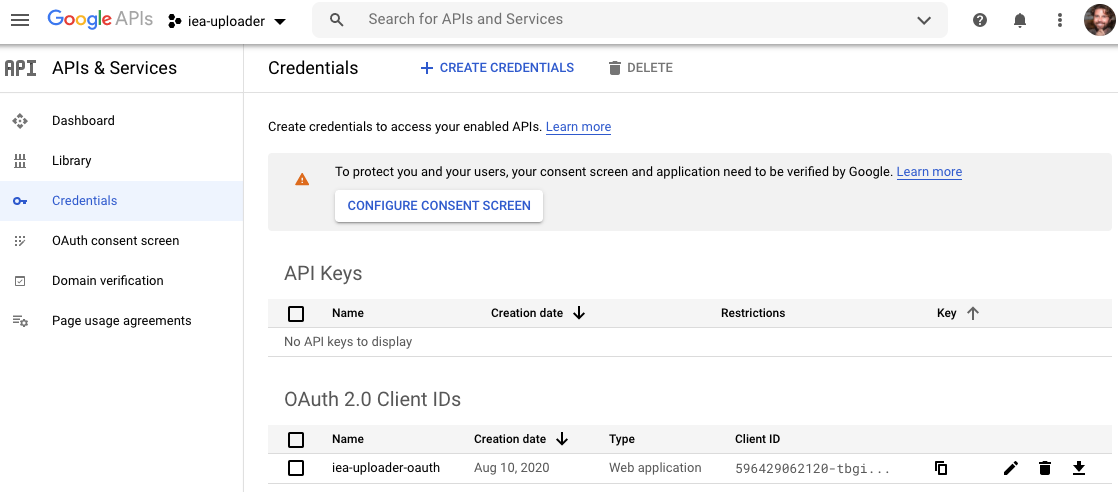 Google APIs iea-uploader Search for APIs and Services
API APIs & Services
Credentials CREATE CREDENTIALS DELETE
Dashboard
Library
Credentials
OAuth consent screen
Domain verification
Page usage agreements
Create credentials to access your enabled APIs. Learn more
To protect you and your users, your consent screen and application need to be verified by Google. Learn more
CONFIGURE CONSENT SCREEN
API Keys
Name Creation date Restrictions Key
No API keys to display
OAuth 2.0 Client IDs
Name Creation date Type Client ID
iea-uploader-oauth Aug 10, 2020 Web application 596429062120-tbgi...